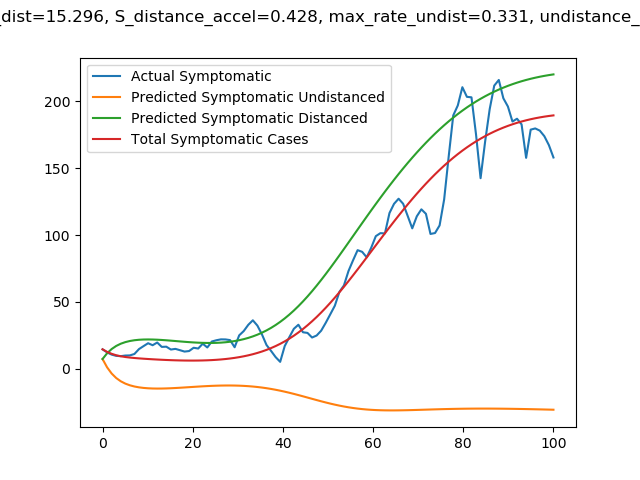 _dist=15.296, S_distance_accel=0.428, max_rate_undist=0.331, undistance_
Actual Symptomatic
Predicted Symptomatic Undistanced
Predicted Symptomatic Distanced
Total Symptomatic Cases
200
150
100
50
0
0 20 40 60 80 100